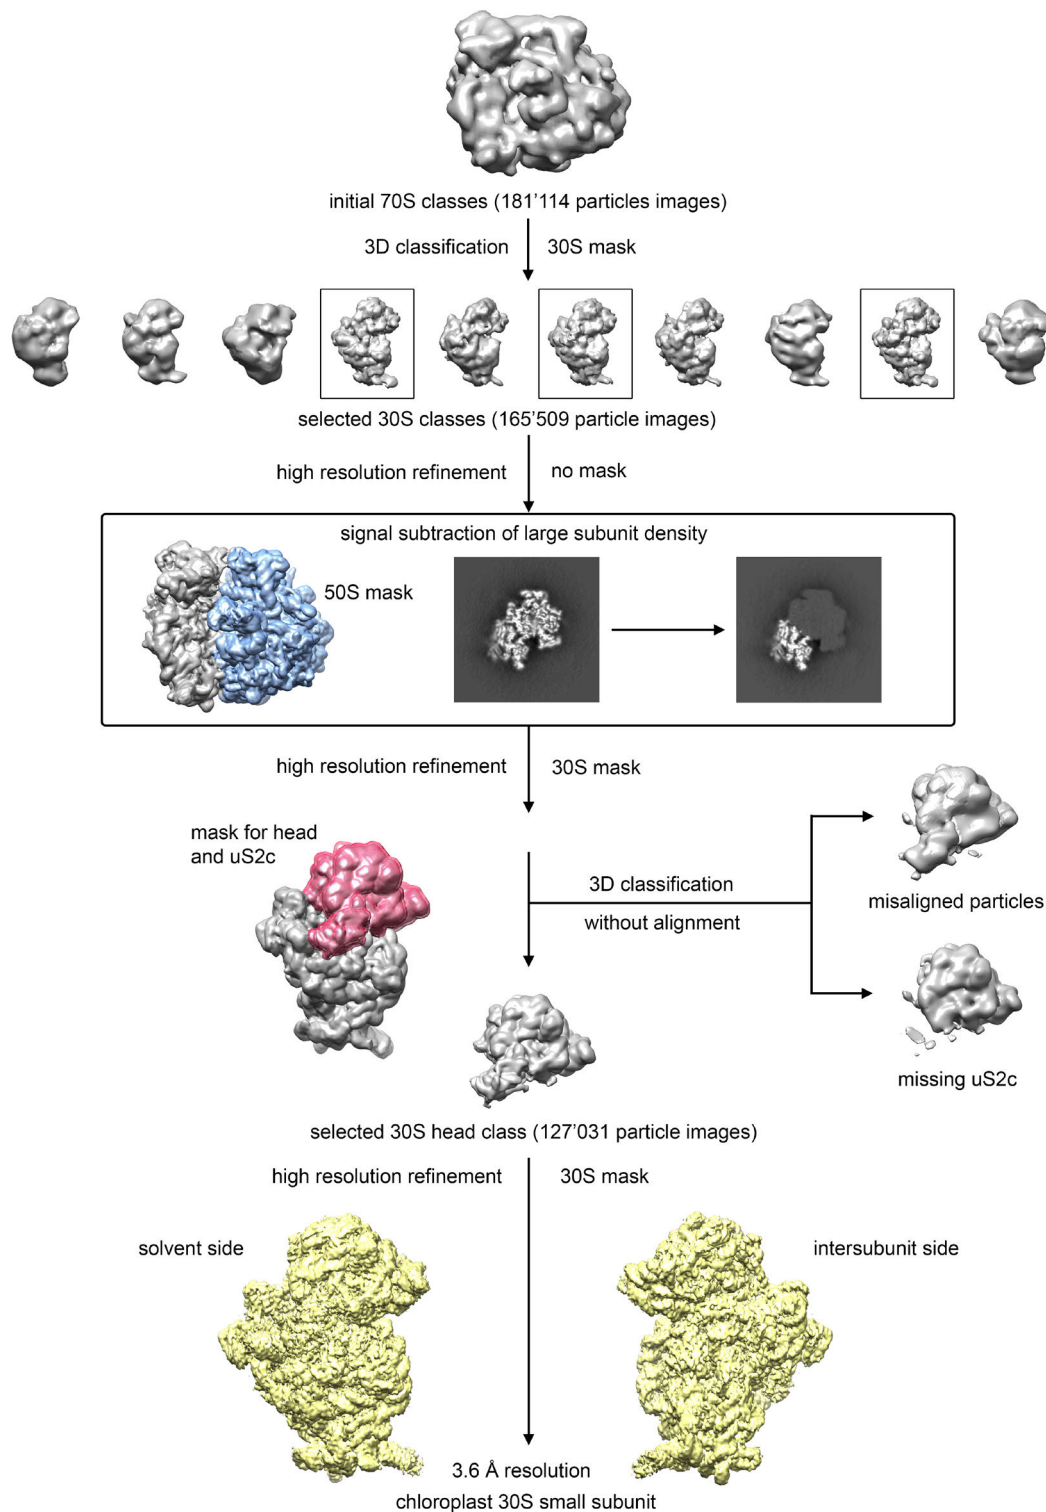 initial 70S classes (181'114 particles images)
3D classification 30S mask
selected 30S classes (165'509 particle images)
high resolution refinement no mask
signal subtraction of large subunit density
50S mask
high resolution refinement 30S mask
mask for head
and uS2c
3D classification
without alignment
misaligned particles
missing uS2c
selected 30S head class (127'031 particle images)
high resolution refinement 30S mask
solvent side
intersubunit side
3.6 Å resolution
chloroplast 30S small subunit